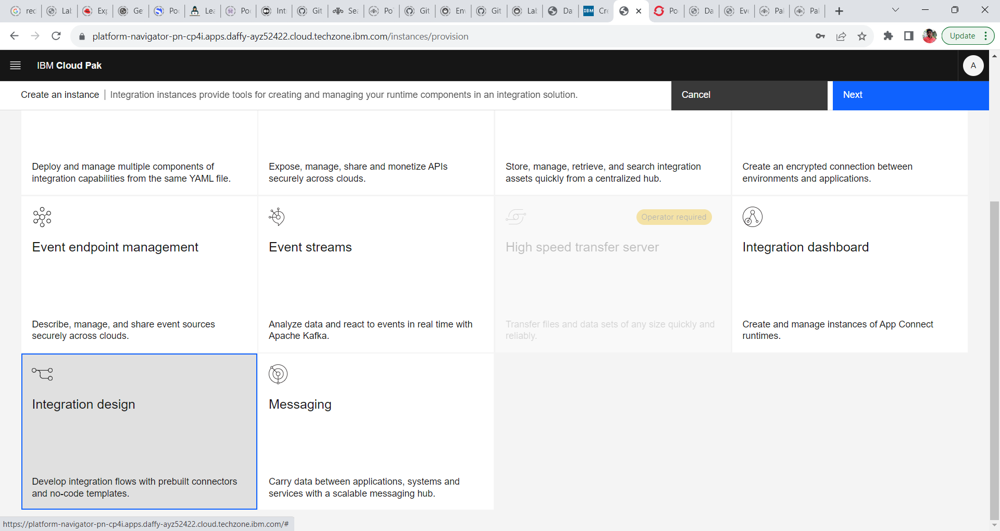 rec
Lab
Exp
Ge
Po
Lea
Po
Int
Git
Sea
Po
Git
Env
Git
Lab
Da
IBM
Cre
Po
Da
Eve
Pal
Pal
platform-navigator-pn-cp4i.apps.daffy-ayz52422.cloud.techzone.ibm.com/instances/provision
Update
IBM Cloud Pak
A
Create an instance
Integration instances provide tools for creating and managing your runtime components in an integration solution.
Cancel
Next
Deploy and manage multiple components of
integration capabilities from the same YAML file.
Expose, manage, share and monetize APIs
securely across clouds.
Store, manage, retrieve, and search integration
assets quickly from a centralized hub.
Create an encrypted connection between
environments and applications.
Event endpoint management
Describe, manage, and share event sources
securely across clouds.
Event streams
Analyze data and react to events in real time with
Apache Kafka.
Operator required
High speed transfer server
Transfer files and data sets of any size quickly and
reliably.
Integration dashboard
Create and manage instances of App Connect
runtimes.
Integration design
Develop integration flows with prebuilt connectors
and no-code templates.
Messaging
Carry data between applications, systems and
services with a scalable messaging hub.
https://platform-navigator-pn-cp4i.apps.daffy-ayz52422.cloud.techzone.ibm.com/#